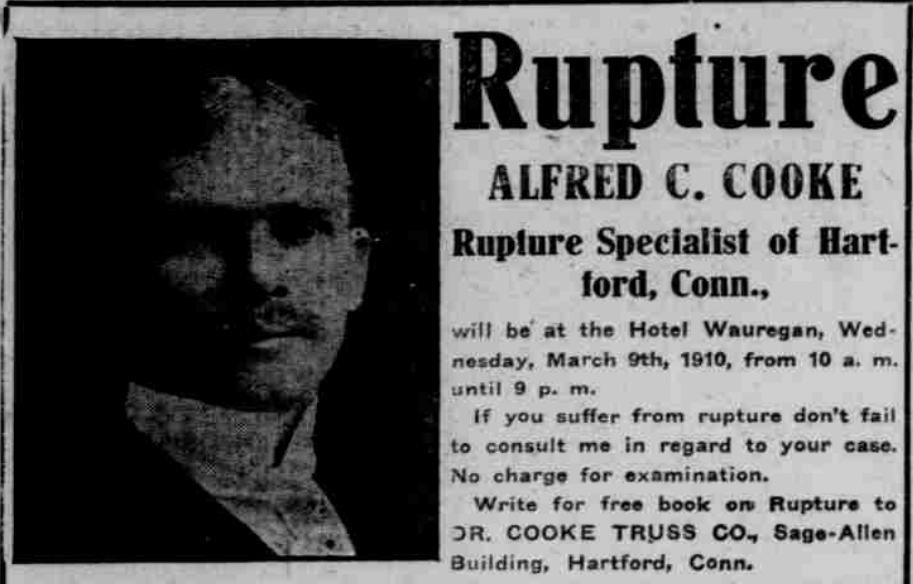 Rupture
ALFRED C. COOKE
Rupture Specialist of Hart-
ford, Conn.,
will be at the Hotel Wauregan, Wed-
nesday, March 9th, 1910, from 10 a. m.
until 9 p. m.
If you suffer from rupture don't fail
to consult me in regard to your case.
No charge for examination.
Write for free book on Rupture to
DR. COOKE TRUSS CO., Sage-Allen
Building, Hartford, Conn.